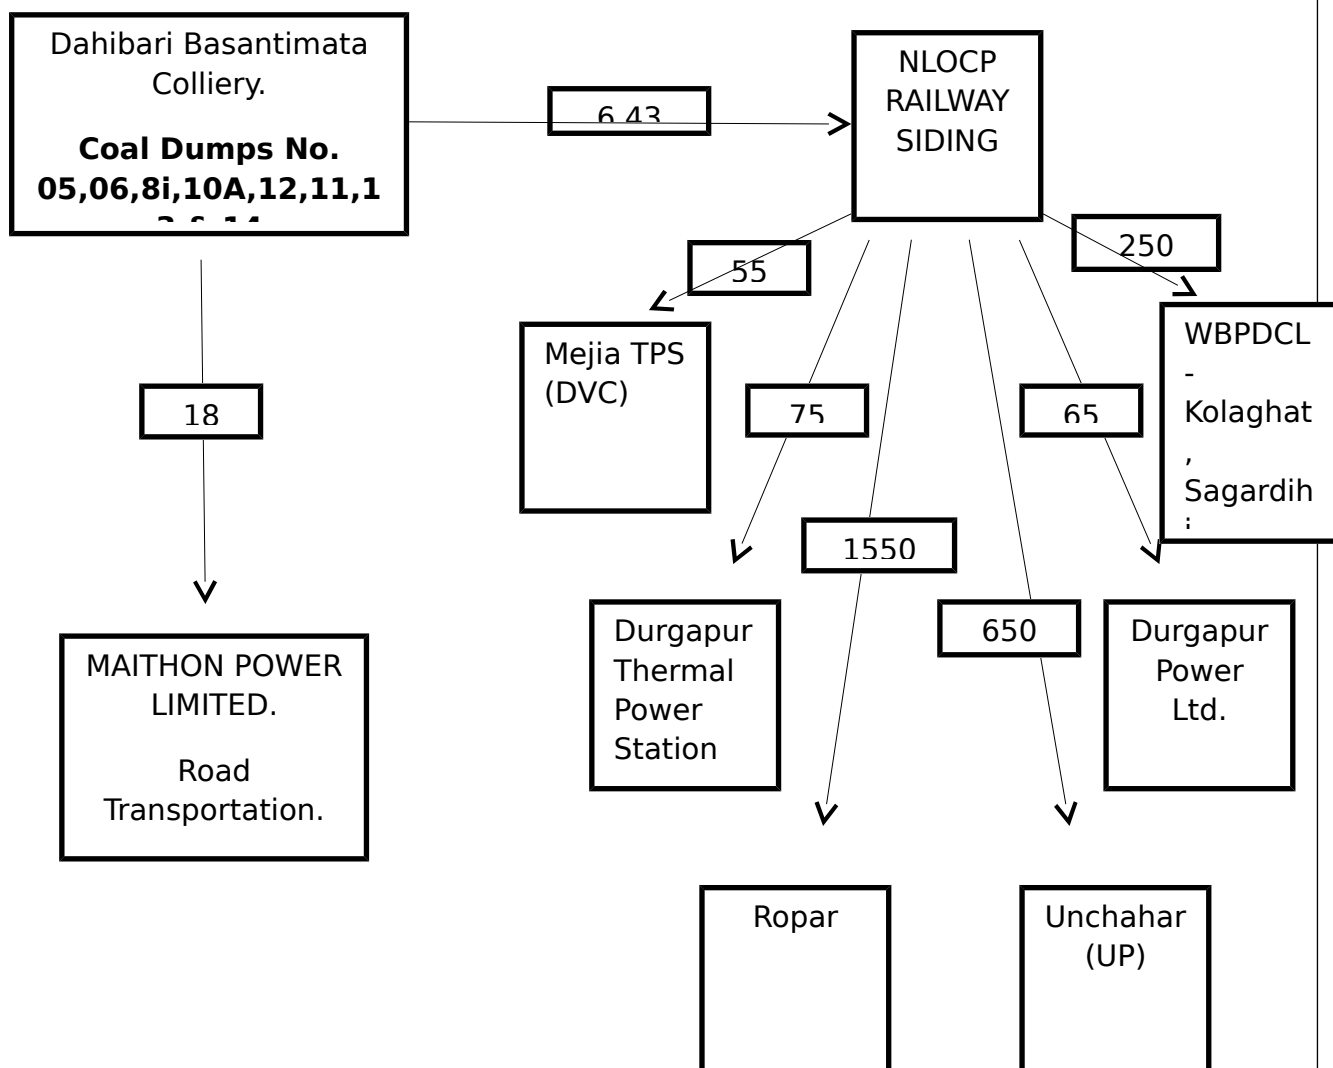 Dahibari Basantimata
Colliery.
Coal Dumps No.
05,06,8i,10A,12,11,1
3 & 14
6.43
NLOCP
RAILWAY
SIDING
55
250
18
Mejia TPS
(DVC)
75
65
WBPDCL
-
Kolaghat
,
Sagardih
i
1550
650
MAITHON POWER
LIMITED.
Road
Transportation.
Durgapur
Thermal
Power
Station
Durgapur
Power
Ltd.
Ropar
Unchahar
(UP)